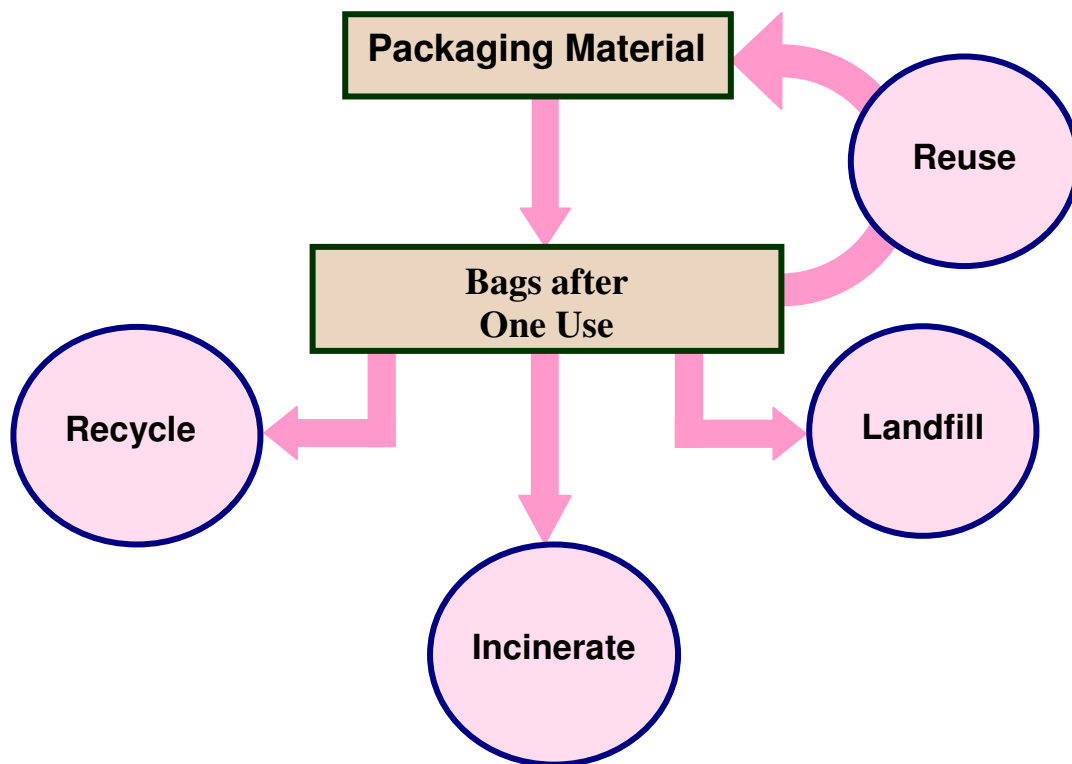 Packaging Material
Reuse
Bags after
One Use
Recycle
Landfill
Incinerate